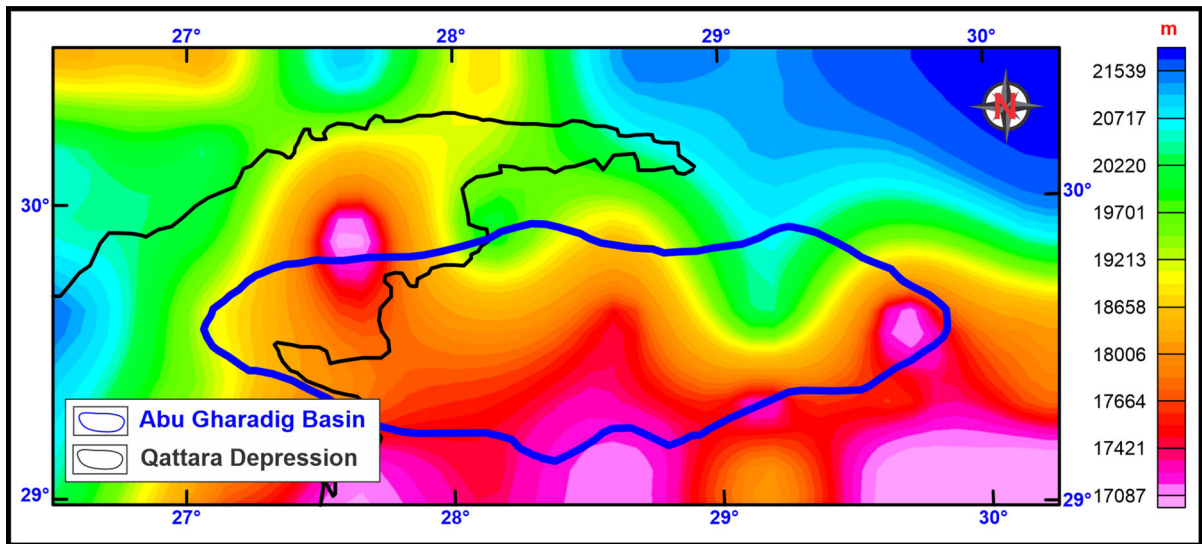 27° 28° 29° 30°
m
21539
N
20717
20220
30° 30°
19701
19213
18658
18006
17664
Abu Gharadig Basin
17421
Qattara Depression
17087
29° 29°
27° 28° 29° 30°